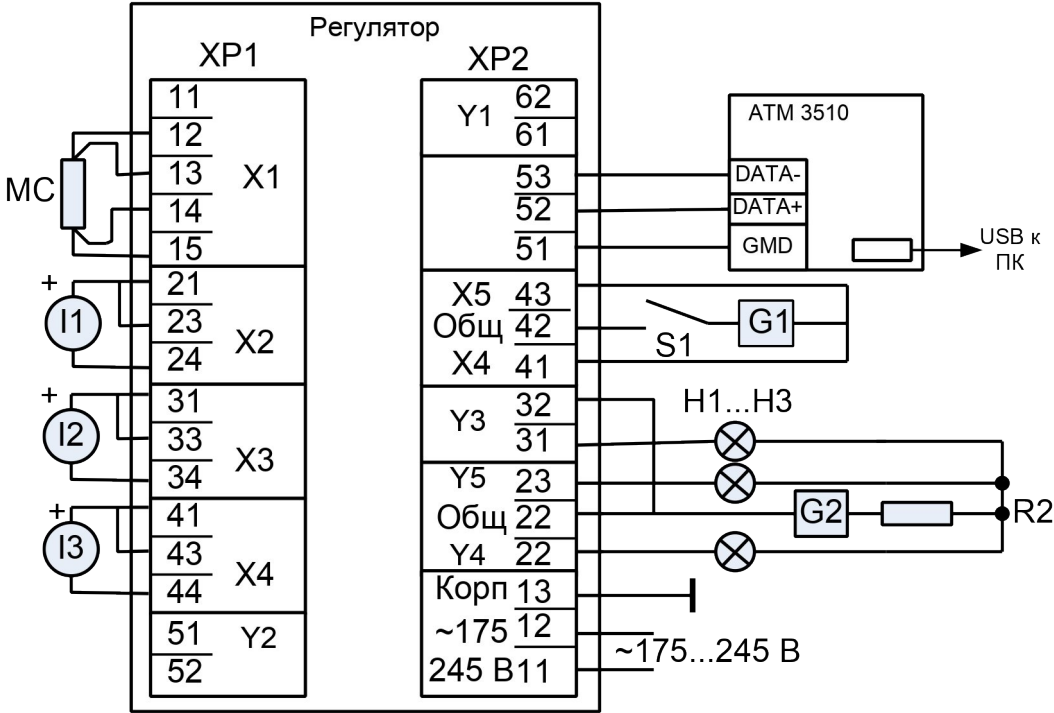 Регулятор
XP1
XP2
11
12
13
14
15
X1
МС
21
23
24
X2
+
I1
31
33
34
X3
+
I2
41
43
44
X4
+
I3
51
52
Y2
Y1
62
61
53
52
51
ATM 3510
DATA-
DATA+
GMD
USB к
ПК
X5 43
Общ 42
X4 41
S1
G1
Y3
32
31
H1...H3
Y5 23
Общ 22
Y4 22
G2
R2
Корп 13
~175 12
245 В 11
~175...245 В